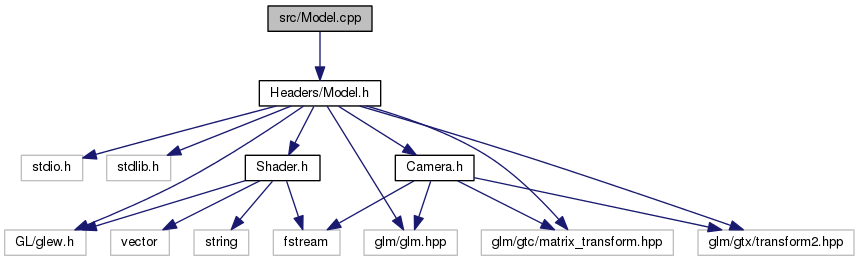 src/Model.cpp
Headers/Model.h
stdio.h
stdlib.h
Shader.h
Camera.h
GL/glew.h
vector
string
fstream
glm/glm.hpp
glm/gtc/matrix_transform.hpp
glm/gtx/transform2.hpp